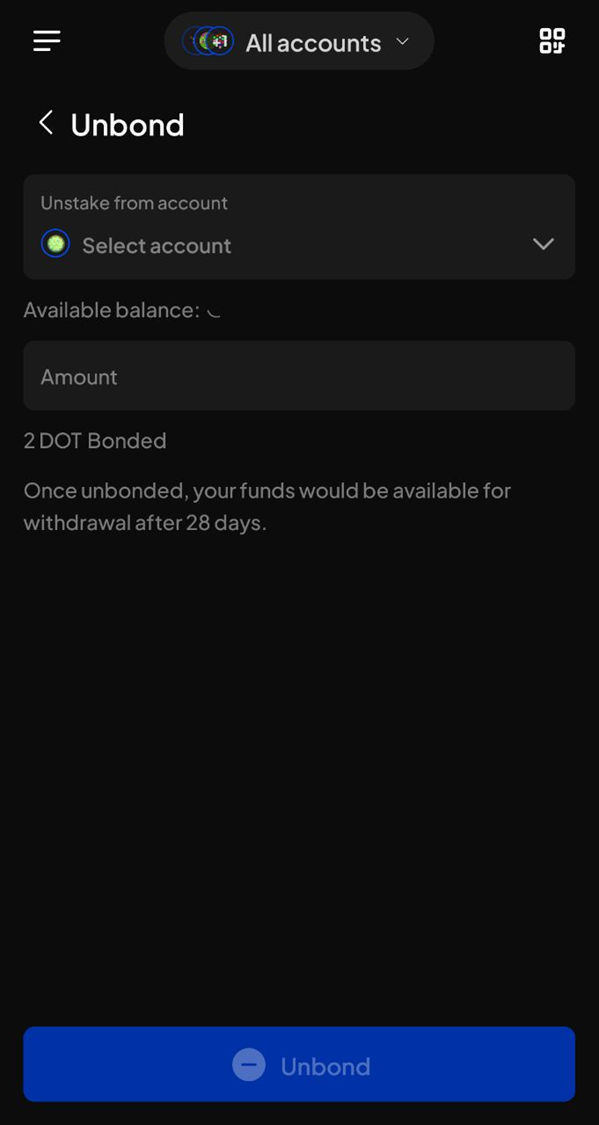 All accounts
Unbond
Unstake from account
Select account
Available balance:
Amount
2 DOT Bonded
Once unbonded, your funds would be available for
withdrawal after 28 days.
Unbond